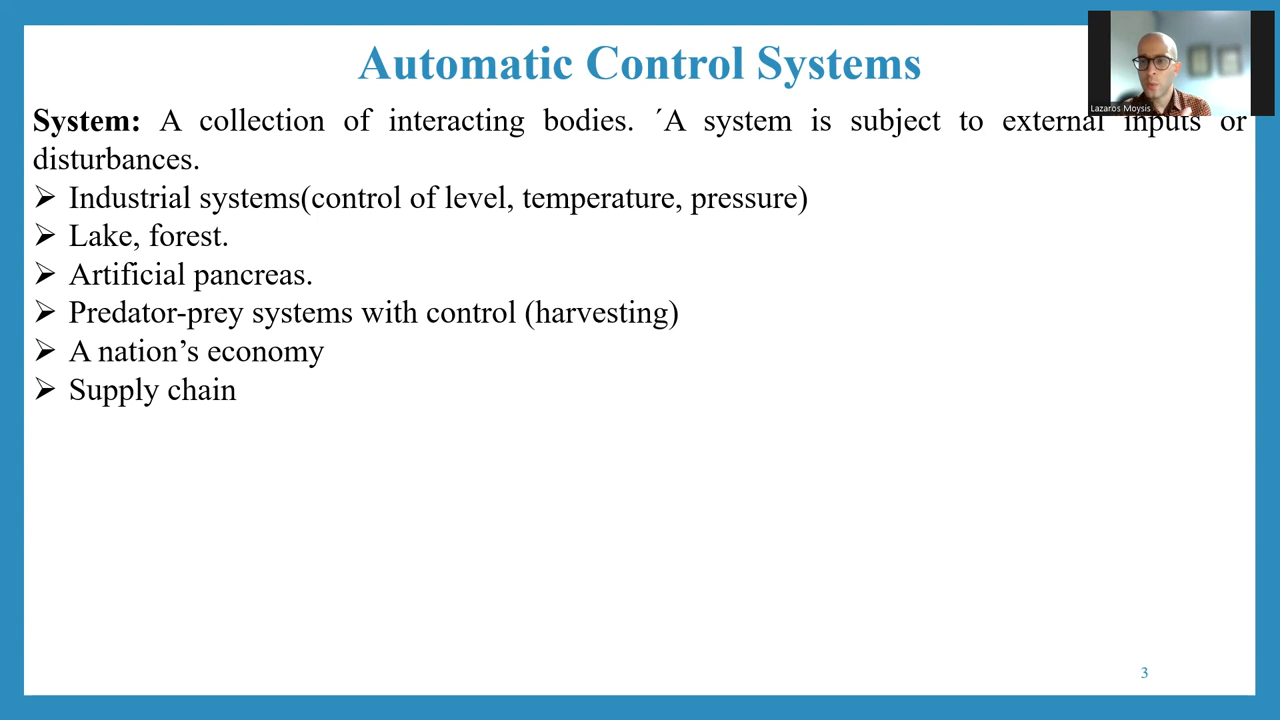 Automatic Control Systems
Lazaros Moysis
System: A collection of interacting bodies. ´A system is subject to external inputs or
disturbances.
➢ Industrial systems(control of level, temperature, pressure)
➢ Lake, forest.
➢ Artificial pancreas.
➢ Predator-prey systems with control (harvesting)
➢ A nation’s economy
➢ Supply chain
3